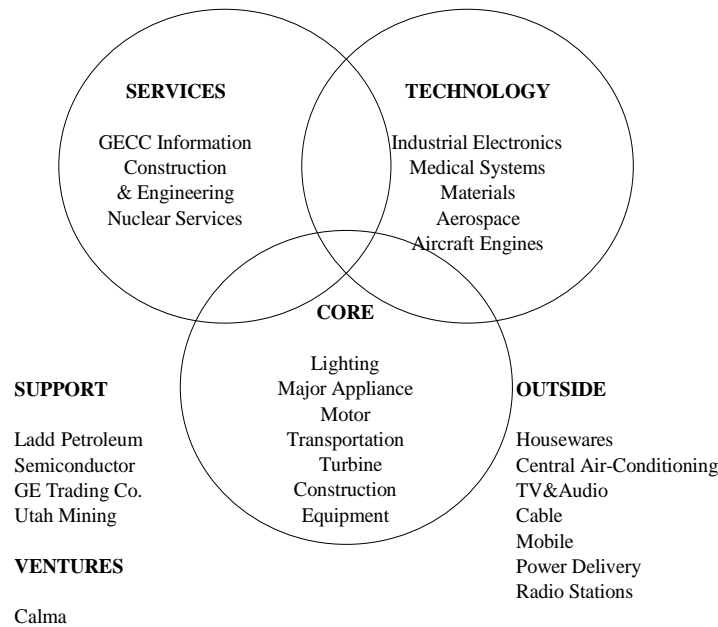 SERVICES
GECC Information
Construction
& Engineering
Nuclear Services
TECHNOLOGY
Industrial Electronics
Medical Systems
Materials
Aerospace
Aircraft Engines
CORE
Lighting
Major Appliance
Motor
Transportation
Turbine
Construction
Equipment
SUPPORT
Ladd Petroleum
Semiconductor
GE Trading Co.
Utah Mining
VENTURES
Calma
OUTSIDE
Housewares
Central Air-Conditioning
TV&Audio
Cable
Mobile
Power Delivery
Radio Stations